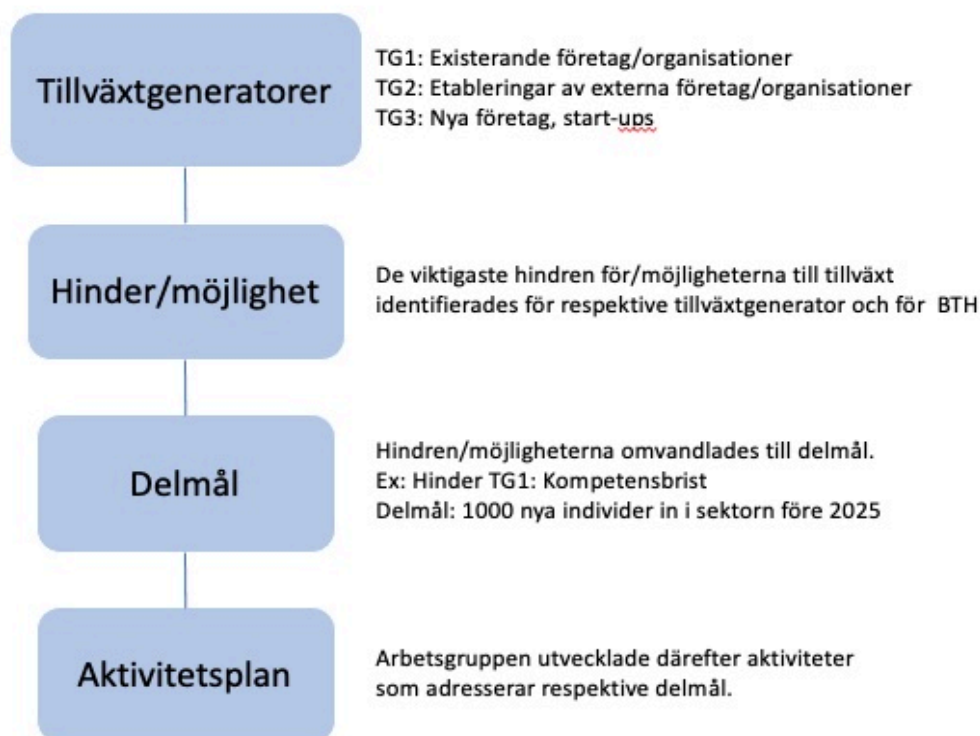 Tillväxtgeneratorer
TG1: Existerande företag/organisationer
TG2: Etableringar av externa företag/organisationer
TG3: Nya företag, start-ups
Hinder/möjlighet
De viktigaste hindren för/möjligheterna till tillväxt
identifierades för respektive tillväxtgenerator och för BTH
Delmål
Hindren/möjligheterna omvandlades till delmål.
Ex: Hinder TG1: Kompetensbrist
Delmål: 1000 nya individer in i sektorn före 2025
Aktivitetsplan
Arbetsgruppen utvecklade därefter aktiviteter
som adresserar respektive delmål.